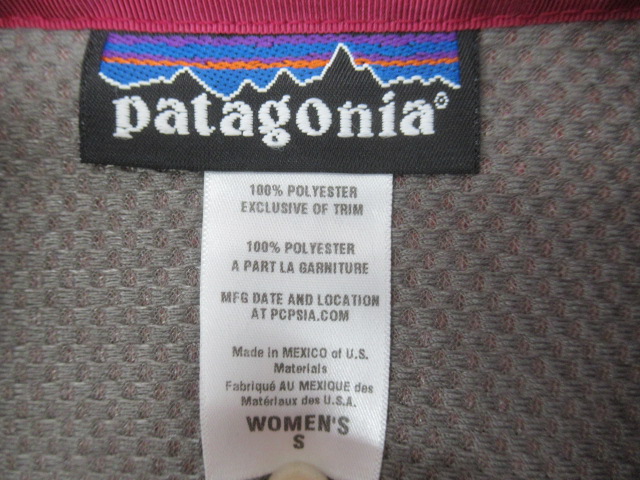 patagonia®
100% POLYESTER
EXCLUSIVE OF TRIM
100% POLYESTER
A PART LA GARNITURE
MFG DATE AND LOCATION
AT PCPSIA.COM
Made in MEXICO of U.S.
Materials
Fabriqué AU MEXIQUE des
Matériaux des U.S.A.
WOMEN'S
S